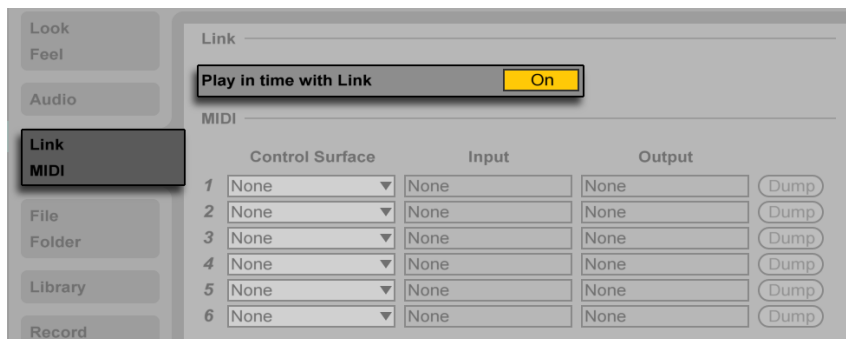 Look
Feel
Audio
Link
MIDI
File
Folder
Library
Record
Link
Play in time with Link On
MIDI
Control Surface Input Output
1 None None None Dump
2 None None None Dump
3 None None None Dump
4 None None None Dump
5 None None None Dump
6 None None None Dump